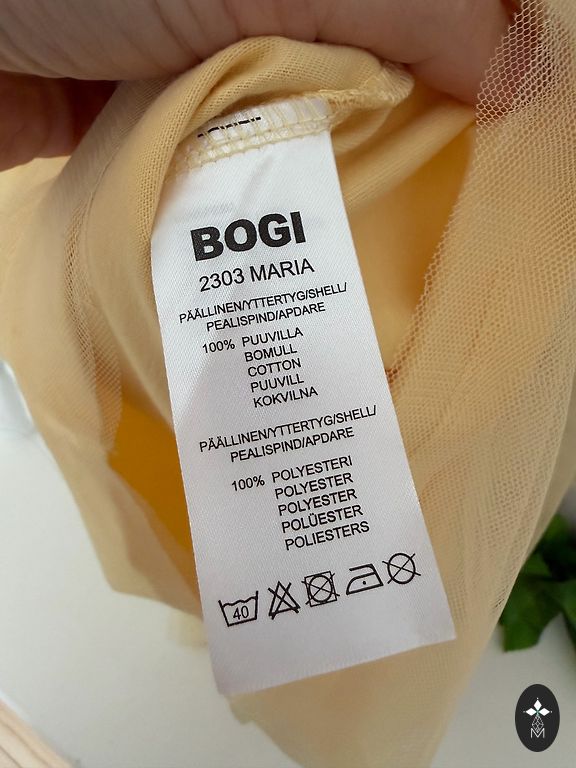 BOGI
2303 MARIA
PÄÄLLINEN/YTTERTYG/SHELL/
PEALISPIND/APDARE
100% PUUVILLA
BOMULL
COTTON
PUUVILL
KOKVILNA
PÄÄLLINEN/YTTERTYG/SHELL/
PEALISPIND/APDARE
100% POLYESTERI
POLYESTER
POLYESTER
POLÜESTER
POLIESTERS
40
M